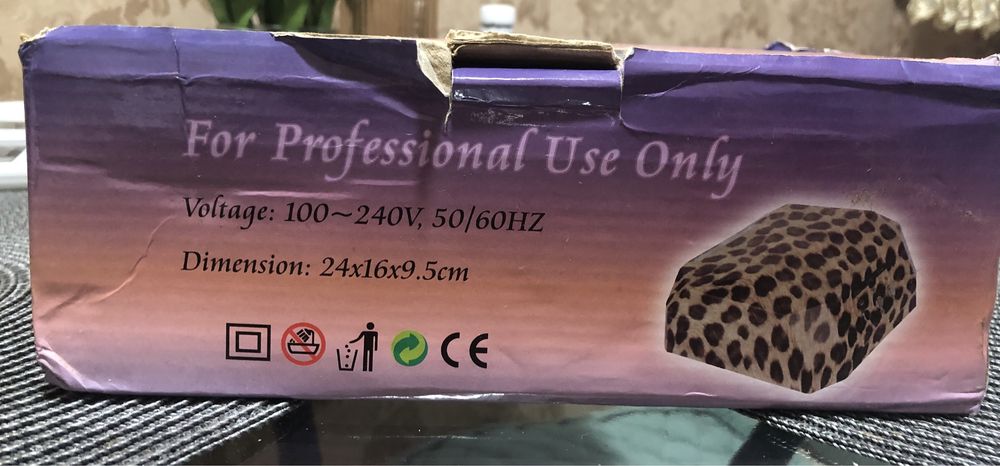 For Professional Use Only
Voltage: 100~240V, 50/60HZ
Dimension: 24x16x9.5cm
CE